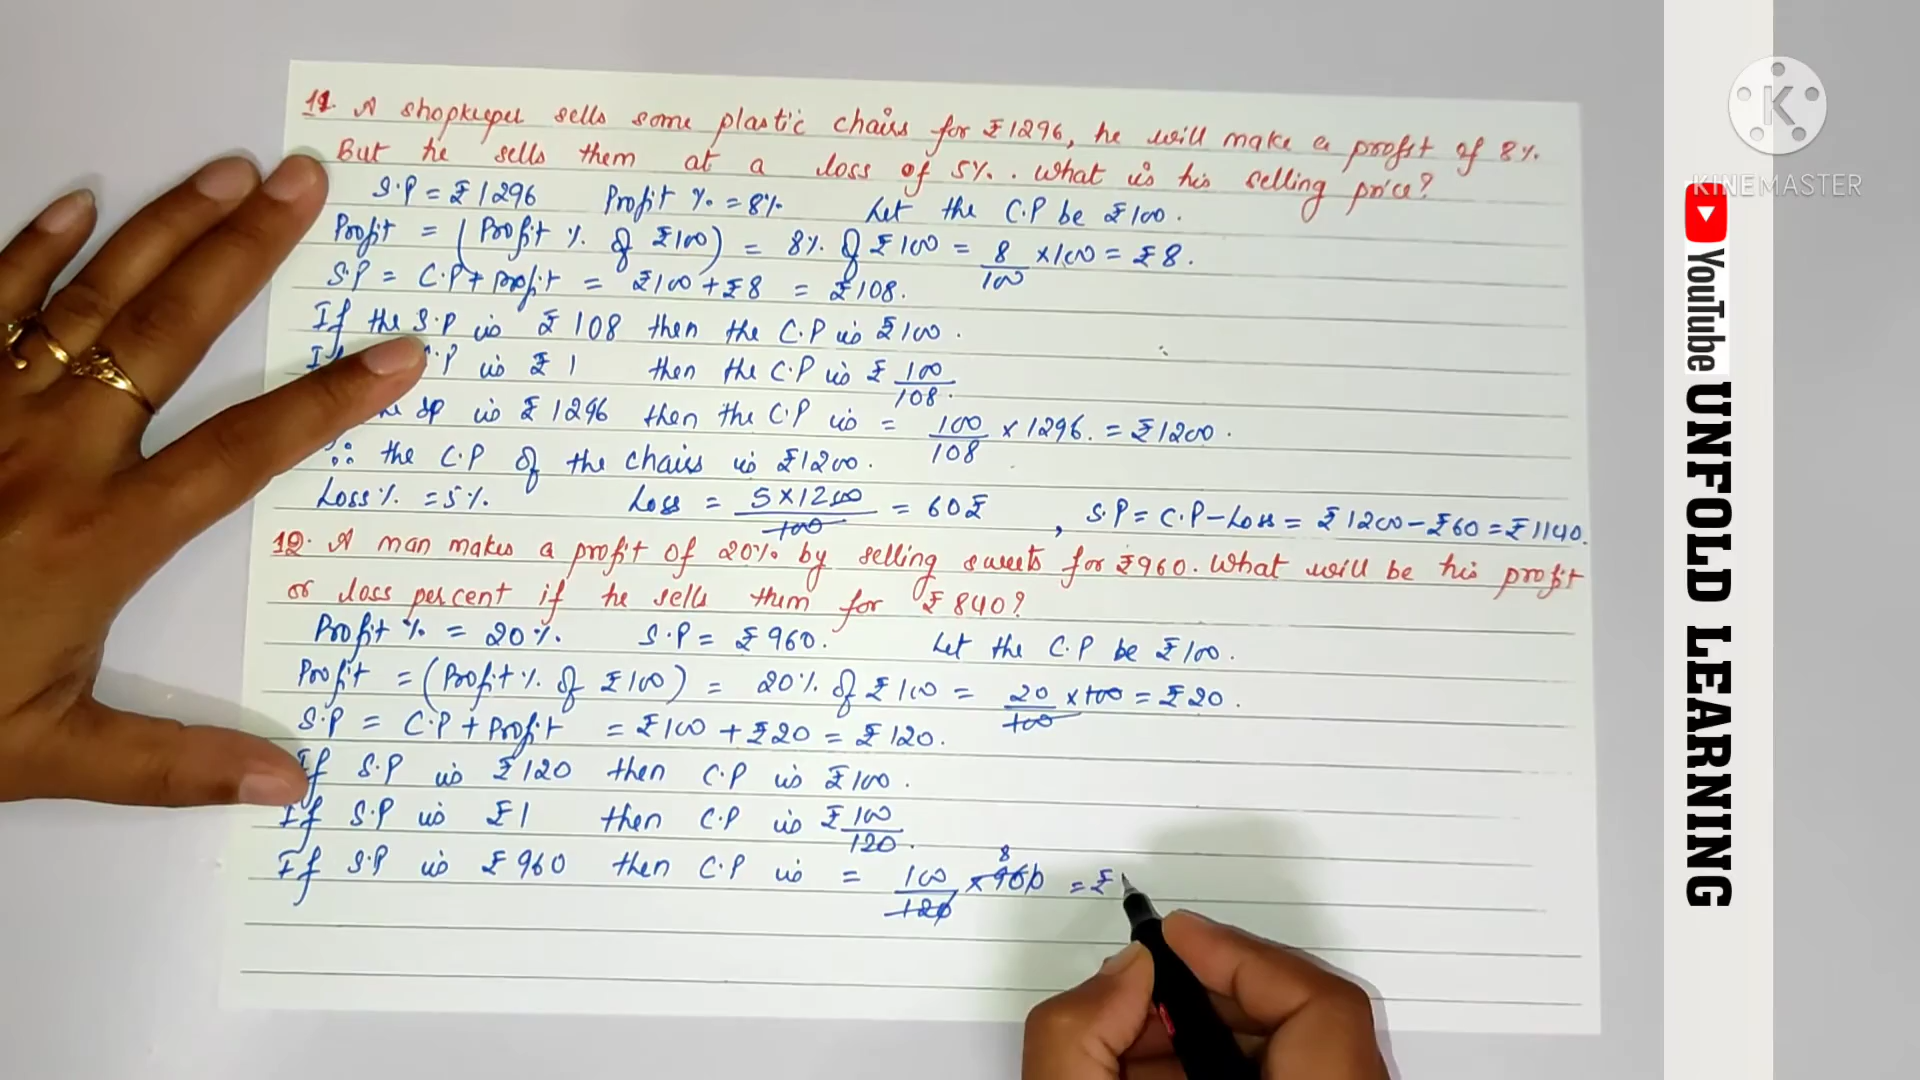 11. A shopkeeper sells some plastic chairs for ₹1296, he will make a profit of 8%.
But he sells them at a loss of 5%. What is his selling price?
S.P = ₹1296 Profit % = 8% Let the C.P be ₹100.
Profit = (Profit % of ₹100) = 8% of ₹100 = 8/100 ×100 = ₹8.
S.P = C.P + Profit = ₹100 + ₹8 = ₹108.
If the S.P is ₹108 then the C.P is ₹100.
.P is ₹1 then the C.P is ₹ 100/108.
SP is ₹1296 then the C.P is = 100/108 × 1296. = ₹1200.
∴ the C.P of the chairs is ₹1200.
Loss % = 5% Loss = 5×1200/100 = 60₹ , S.P = C.P - Loss = ₹1200 - ₹60 = ₹1140.
12. A man makes a profit of 20% by selling sweets for ₹960. What will be his profit
or loss percent if he sells them for ₹840?
Profit % = 20%. S.P = ₹960. Let the C.P be ₹100.
Profit = (Profit % of ₹100) = 20% of ₹100 = 20/100 ×100 = ₹20.
S.P = C.P + Profit = ₹100 + ₹20 = ₹120.
If S.P is ₹120 then C.P is ₹100.
If S.P is ₹1 then C.P is ₹ 100/120.
8
If S.P is ₹960 then C.P is = 100/120 × 960 = ₹
K
KINEMASTER
YouTube
UNFOLD LEARNING